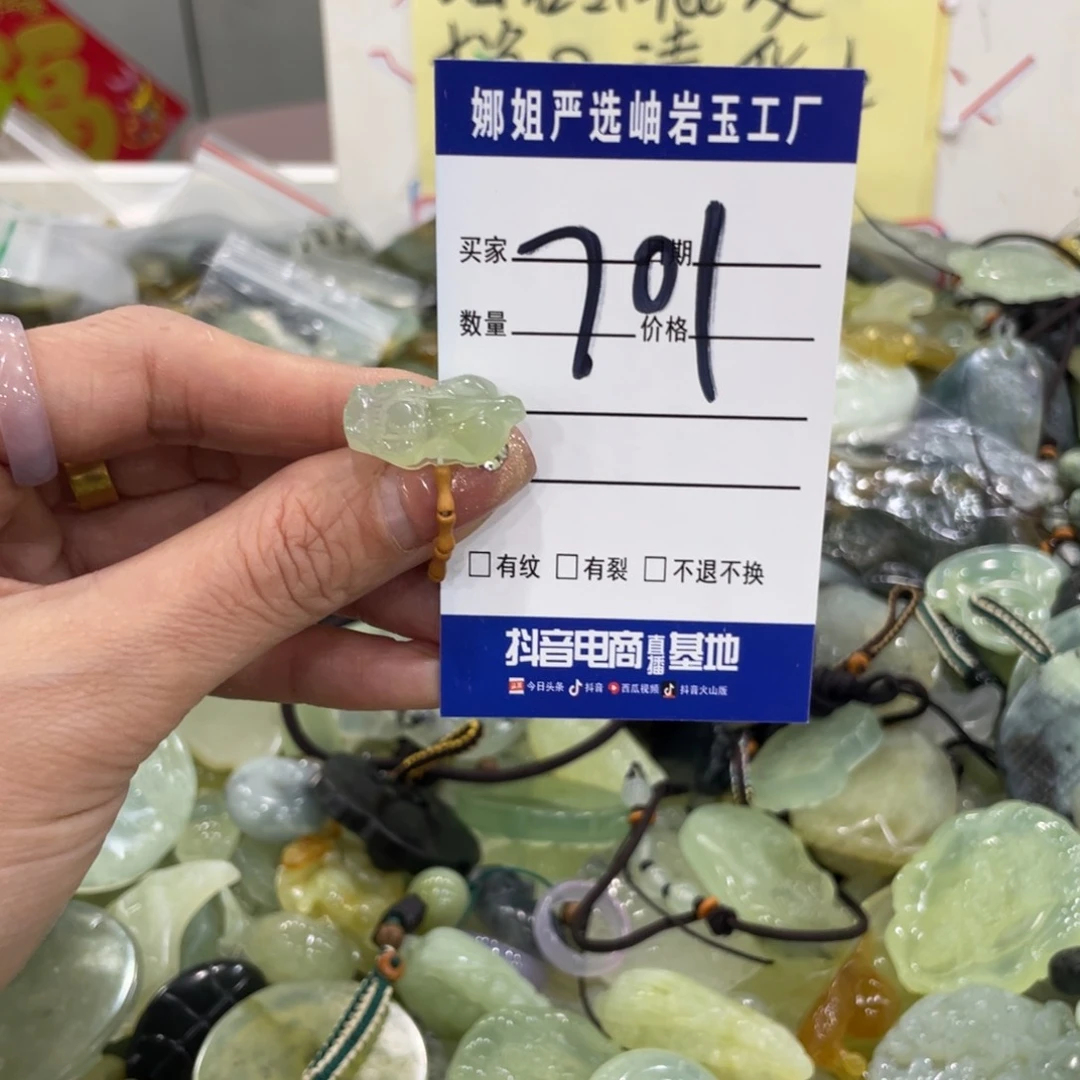 福
娜姐严选岫岩玉工厂
买家 日期
701
数量 价格
□有纹 □有裂 □不退不换
抖音电商直播基地
今日头条 抖音 西瓜视频 抖音火山版